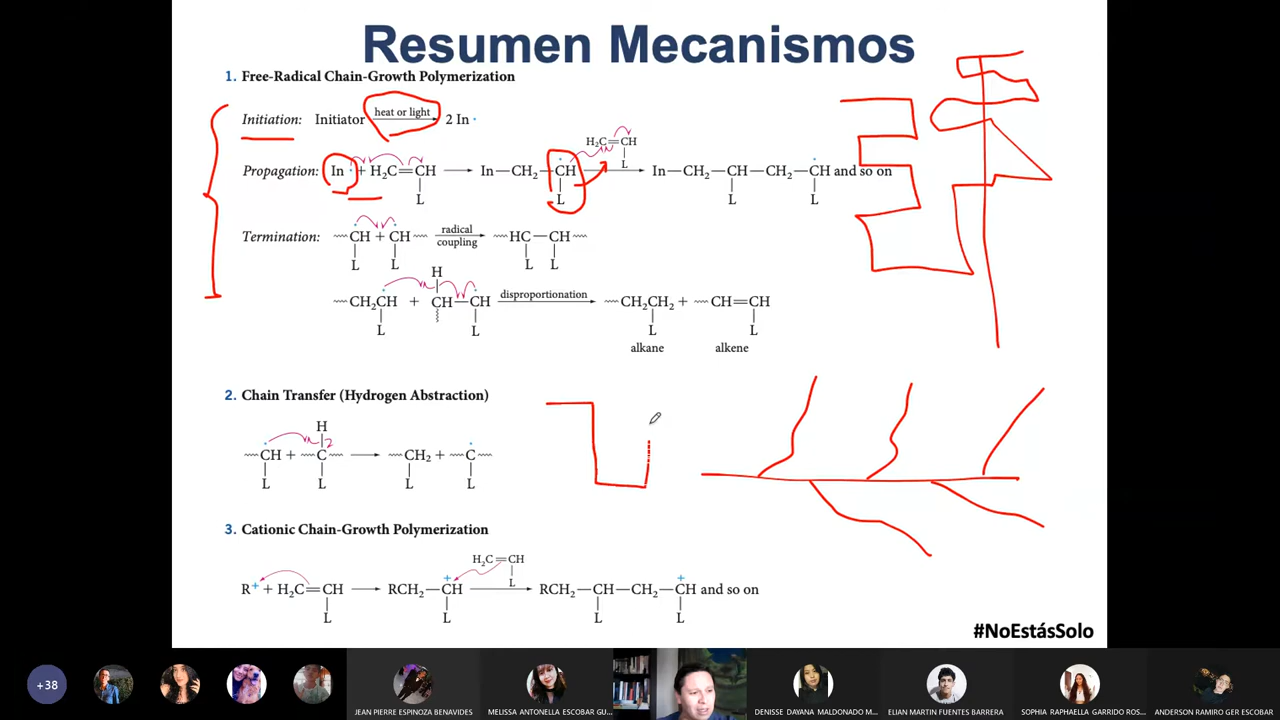 Resumen Mecanismos
1. Free-Radical Chain-Growth Polymerization
Initiation: Initiator heat or light 2 In ·
H₂C=CH
L
Propagation: In · + H₂C=CH In—CH₂—CH In—CH₂—CH—CH₂—CH and so on
L L L L
Termination: CH + CH radical coupling HC—CH
L L L L
H
CH₂CH + CH—CH disproportionation CH₂CH₂ + CH=CH
L L L L
alkane alkene
2. Chain Transfer (Hydrogen Abstraction)
H
CH + C CH₂ + C
L L L L
3. Cationic Chain-Growth Polymerization
H₂C=CH
L
R+ + H₂C=CH RCH₂—CH RCH₂—CH—CH₂—CH and so on
+ +
L L L L
#NoEstásSolo
+38
JEAN PIERRE ESPINOZA BENAVIDES
MELISSA ANTONELLA ESCOBAR GU...
DENISSE DAYANA MALDONADO M...
ELIAN MARTIN FUENTES BARRERA
SOPHIA RAPHAELLA GARRIDO ROS...
ANDERSON RAMIRO GER ESCOBAR